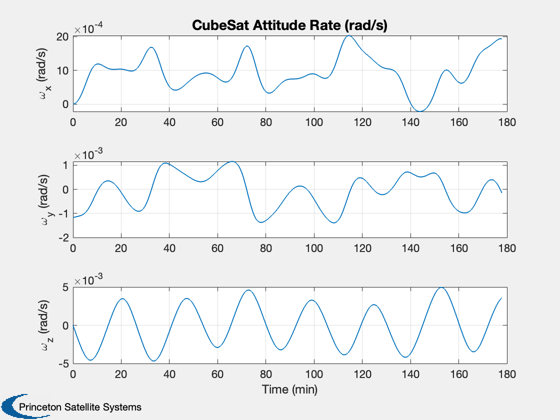 CubeSat Attitude Rate (rad/s)
×10⁻⁴
20
10
0
ωx (rad/s)
0 20 40 60 80 100 120 140 160 180
×10⁻³
1
0
-1
-2
ωy (rad/s)
0 20 40 60 80 100 120 140 160 180
×10⁻³
5
0
-5
ωz (rad/s)
0 20 40 60 80 100 120 140 160 180
Time (min)
Princeton Satellite Systems